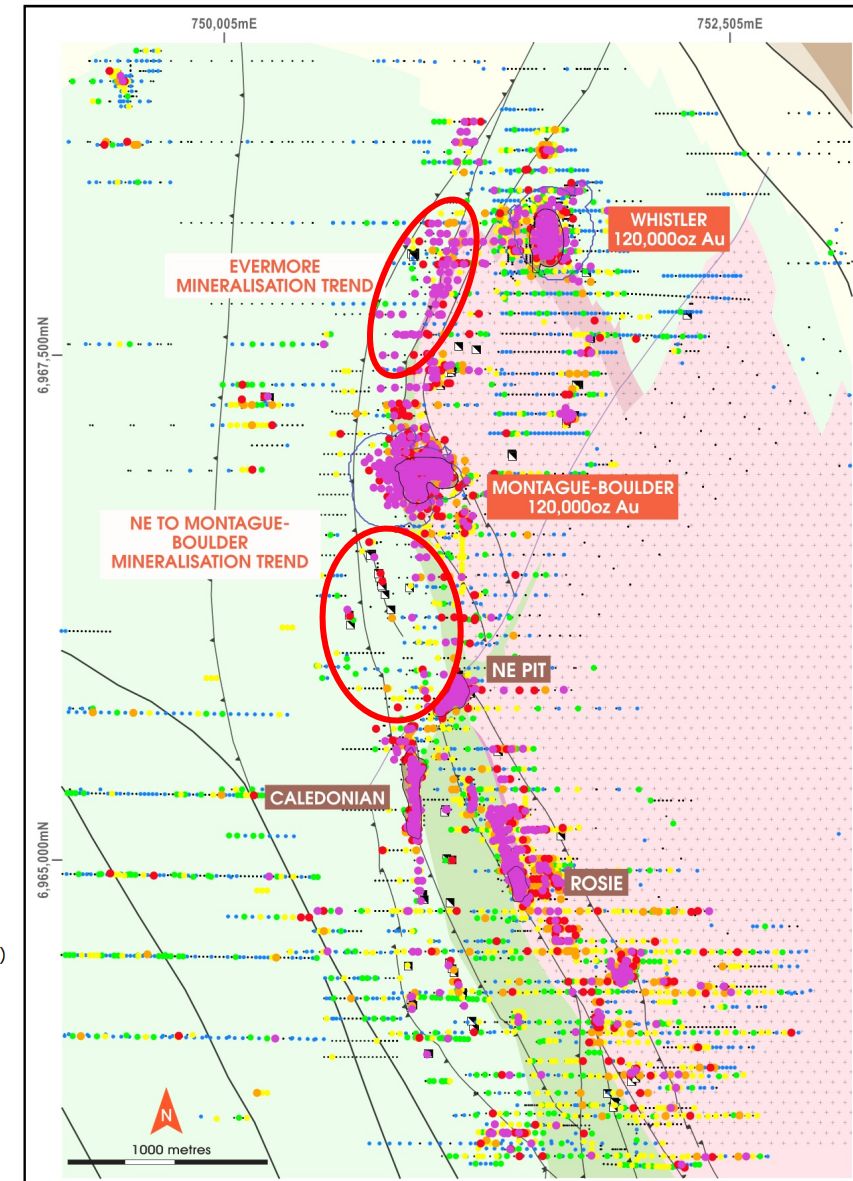 750,005mE
752,505mE
WHISTLER
120,000oz Au
EVERMORE
MINERALISATION TREND
6,967,500mN
MONTAGUE-BOULDER
120,000oz Au
NE TO MONTAGUE-
BOULDER
MINERALISATION TREND
NE PIT
CALEDONIAN
6,965,000mN
ROSIE
)
N
1000 metres